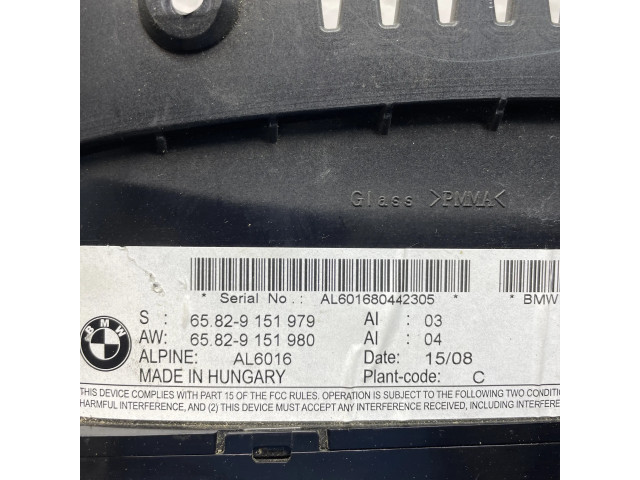 Glass >PMMA<
* Serial No . : AL601680442305 * * BMW
BMW
S : 65.82-9 151 979 AI : 03
AW: 65.82-9 151 980 AI : 04
ALPINE: AL6016 Date: 15/08
MADE IN HUNGARY Plant-code: C
THIS DEVICE COMPLIES WITH PART 15 OF THE FCC RULES. OPERATION IS SUBJECT TO THE FOLLOWING TWO CONDITION
HARMFUL INTERFERENCE, AND (2) THIS DEVICE MUST ACCEPT ANY INTERFERENCE RECEIVED, INCLUDING INTERFERENCE